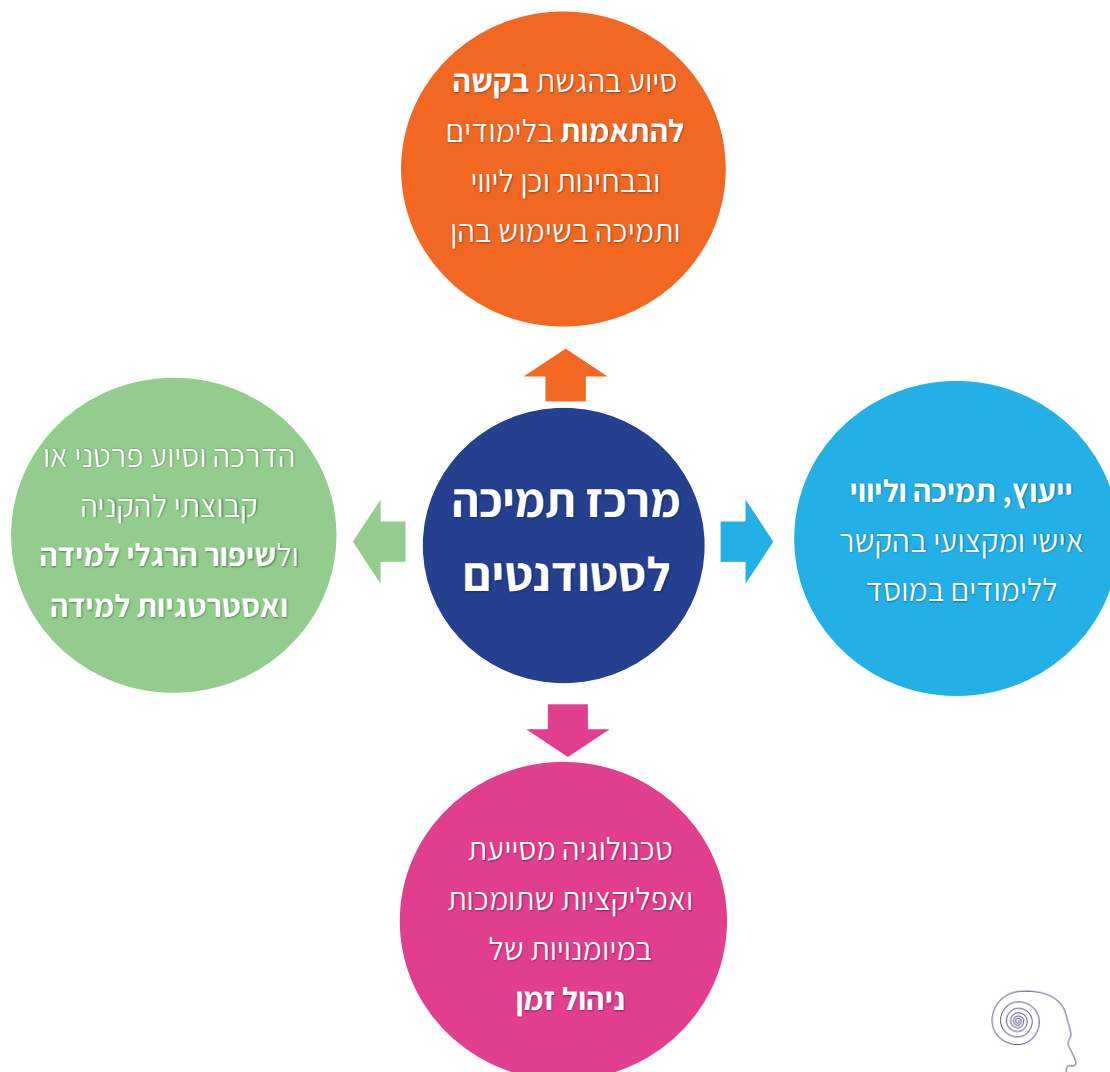 סיוע בהגשת בקשה
להתאמות בלימודים
ובבחינות וכן ליווי
ותמיכה בשימוש בהן
מרכז תמיכה
לסטודנטים
ייעוץ, תמיכה וליווי
אישי ומקצועי בהקשר
ללימודים במוסד
הדרכה וסיוע פרטני או
קבוצתי להקניה
ולשיפור הרגלי למידה
ואסטרטגיות למידה
טכנולוגיה מסייעת
ואפליקציות שתומכות
במיומנויות של
ניהול זמן